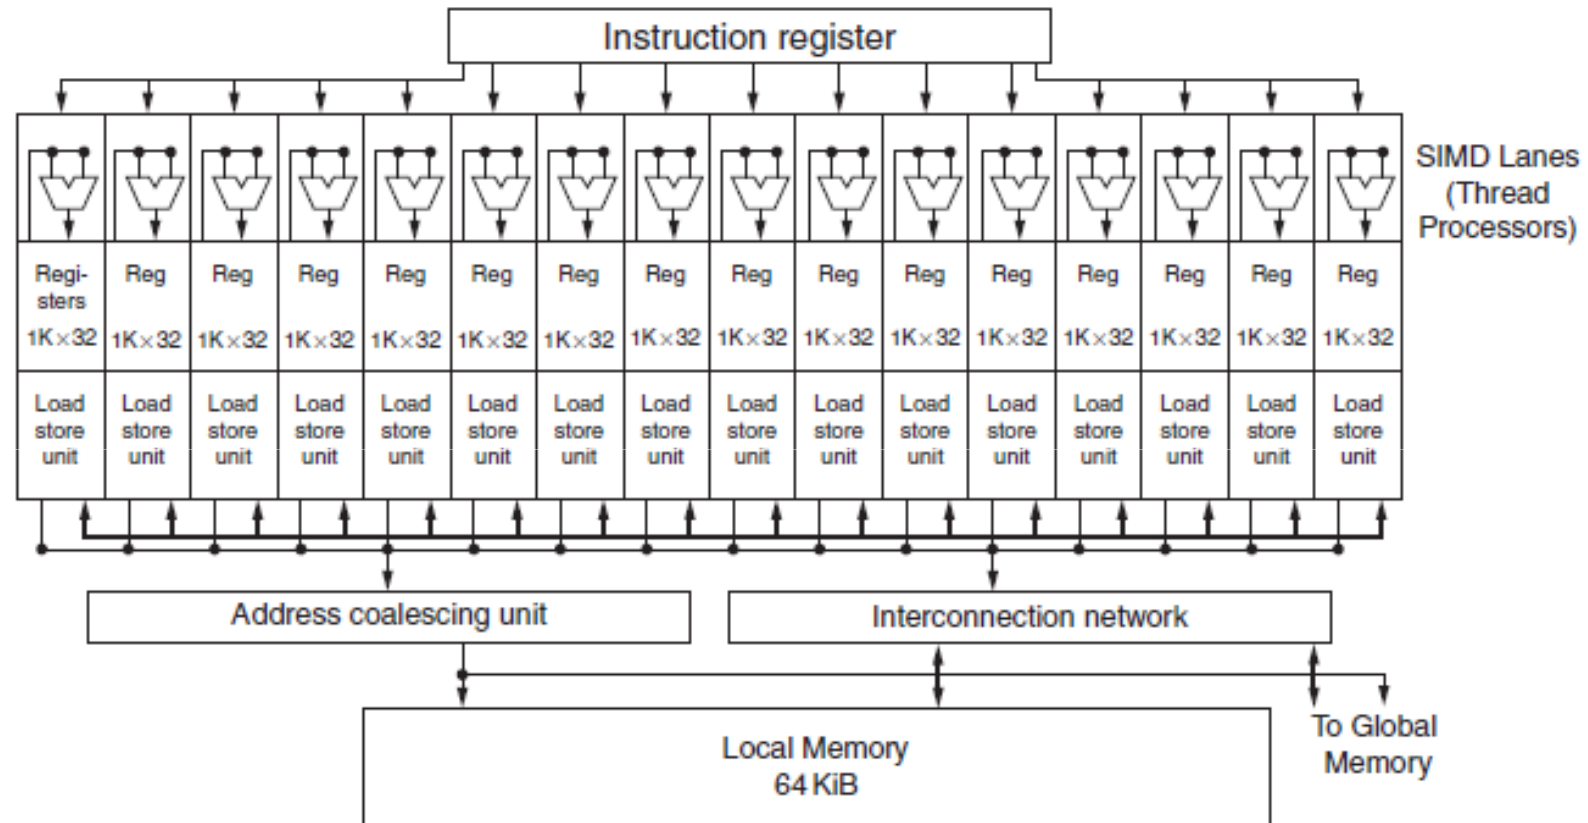 Instruction register
SIMD Lanes
(Thread
Processors)
Regi-
sters
Reg Reg Reg Reg Reg Reg Reg Reg Reg Reg Reg Reg Reg Reg Reg
1K×32 1K×32 1K×32 1K×32 1K×32 1K×32 1K×32 1K×32 1K×32 1K×32 1K×32 1K×32 1K×32 1K×32 1K×32 1K×32
Load Load Load Load Load Load Load Load Load Load Load Load Load Load Load Load
store store store store store store store store store store store store store store store store
unit unit unit unit unit unit unit unit unit unit unit unit unit unit unit unit
Address coalescing unit
Interconnection network
Local Memory
64 KiB
To Global
Memory